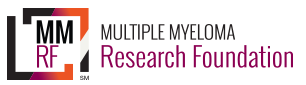 MM
RF
SM
MULTIPLE MYELOMA
Research Foundation